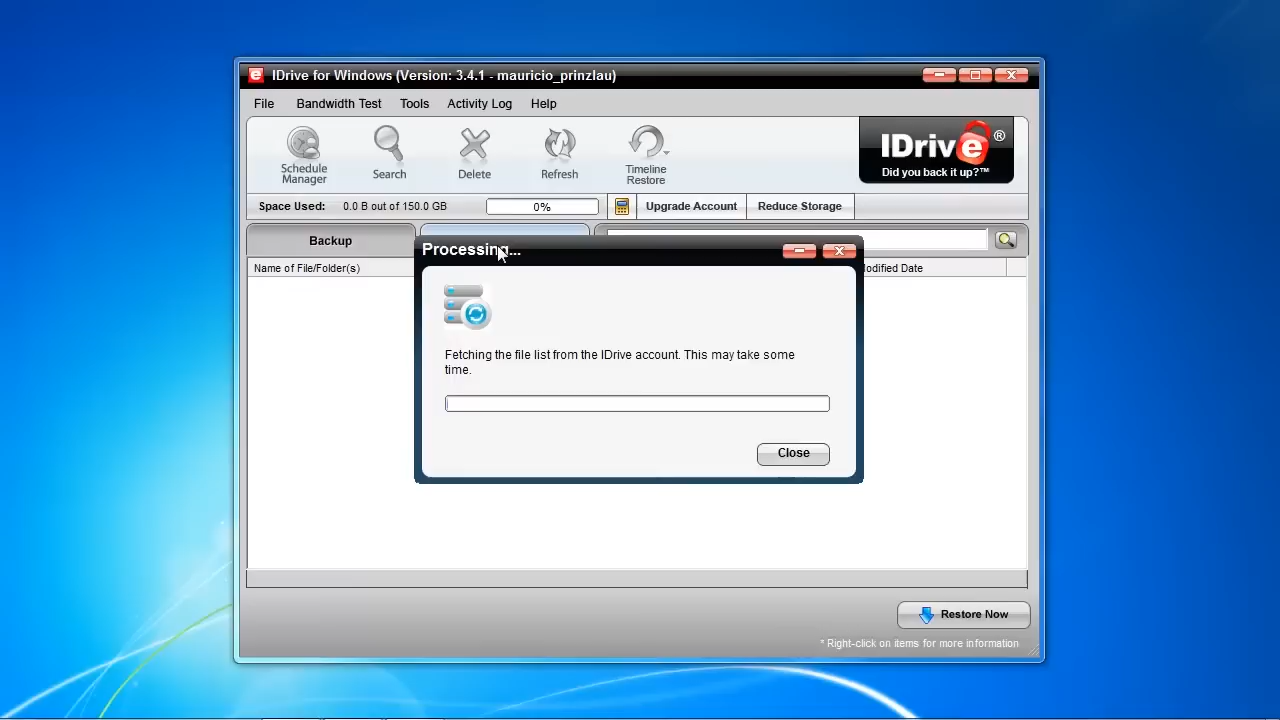 IDrive for Windows (Version: 3.4.1 - mauricio_prinzlau)
File Bandwidth Test Tools Activity Log Help
Schedule Manager
Search
Delete
Refresh
Timeline Restore
IDrive®
Did you back it up?™
Space Used: 0.0 B out of 150.0 GB 0% Upgrade Account Reduce Storage
Backup
Processing...
Name of File/Folder(s)
Fetching the file list from the IDrive account. This may take some
time.
Close
Restore Now
* Right-click on items for more information